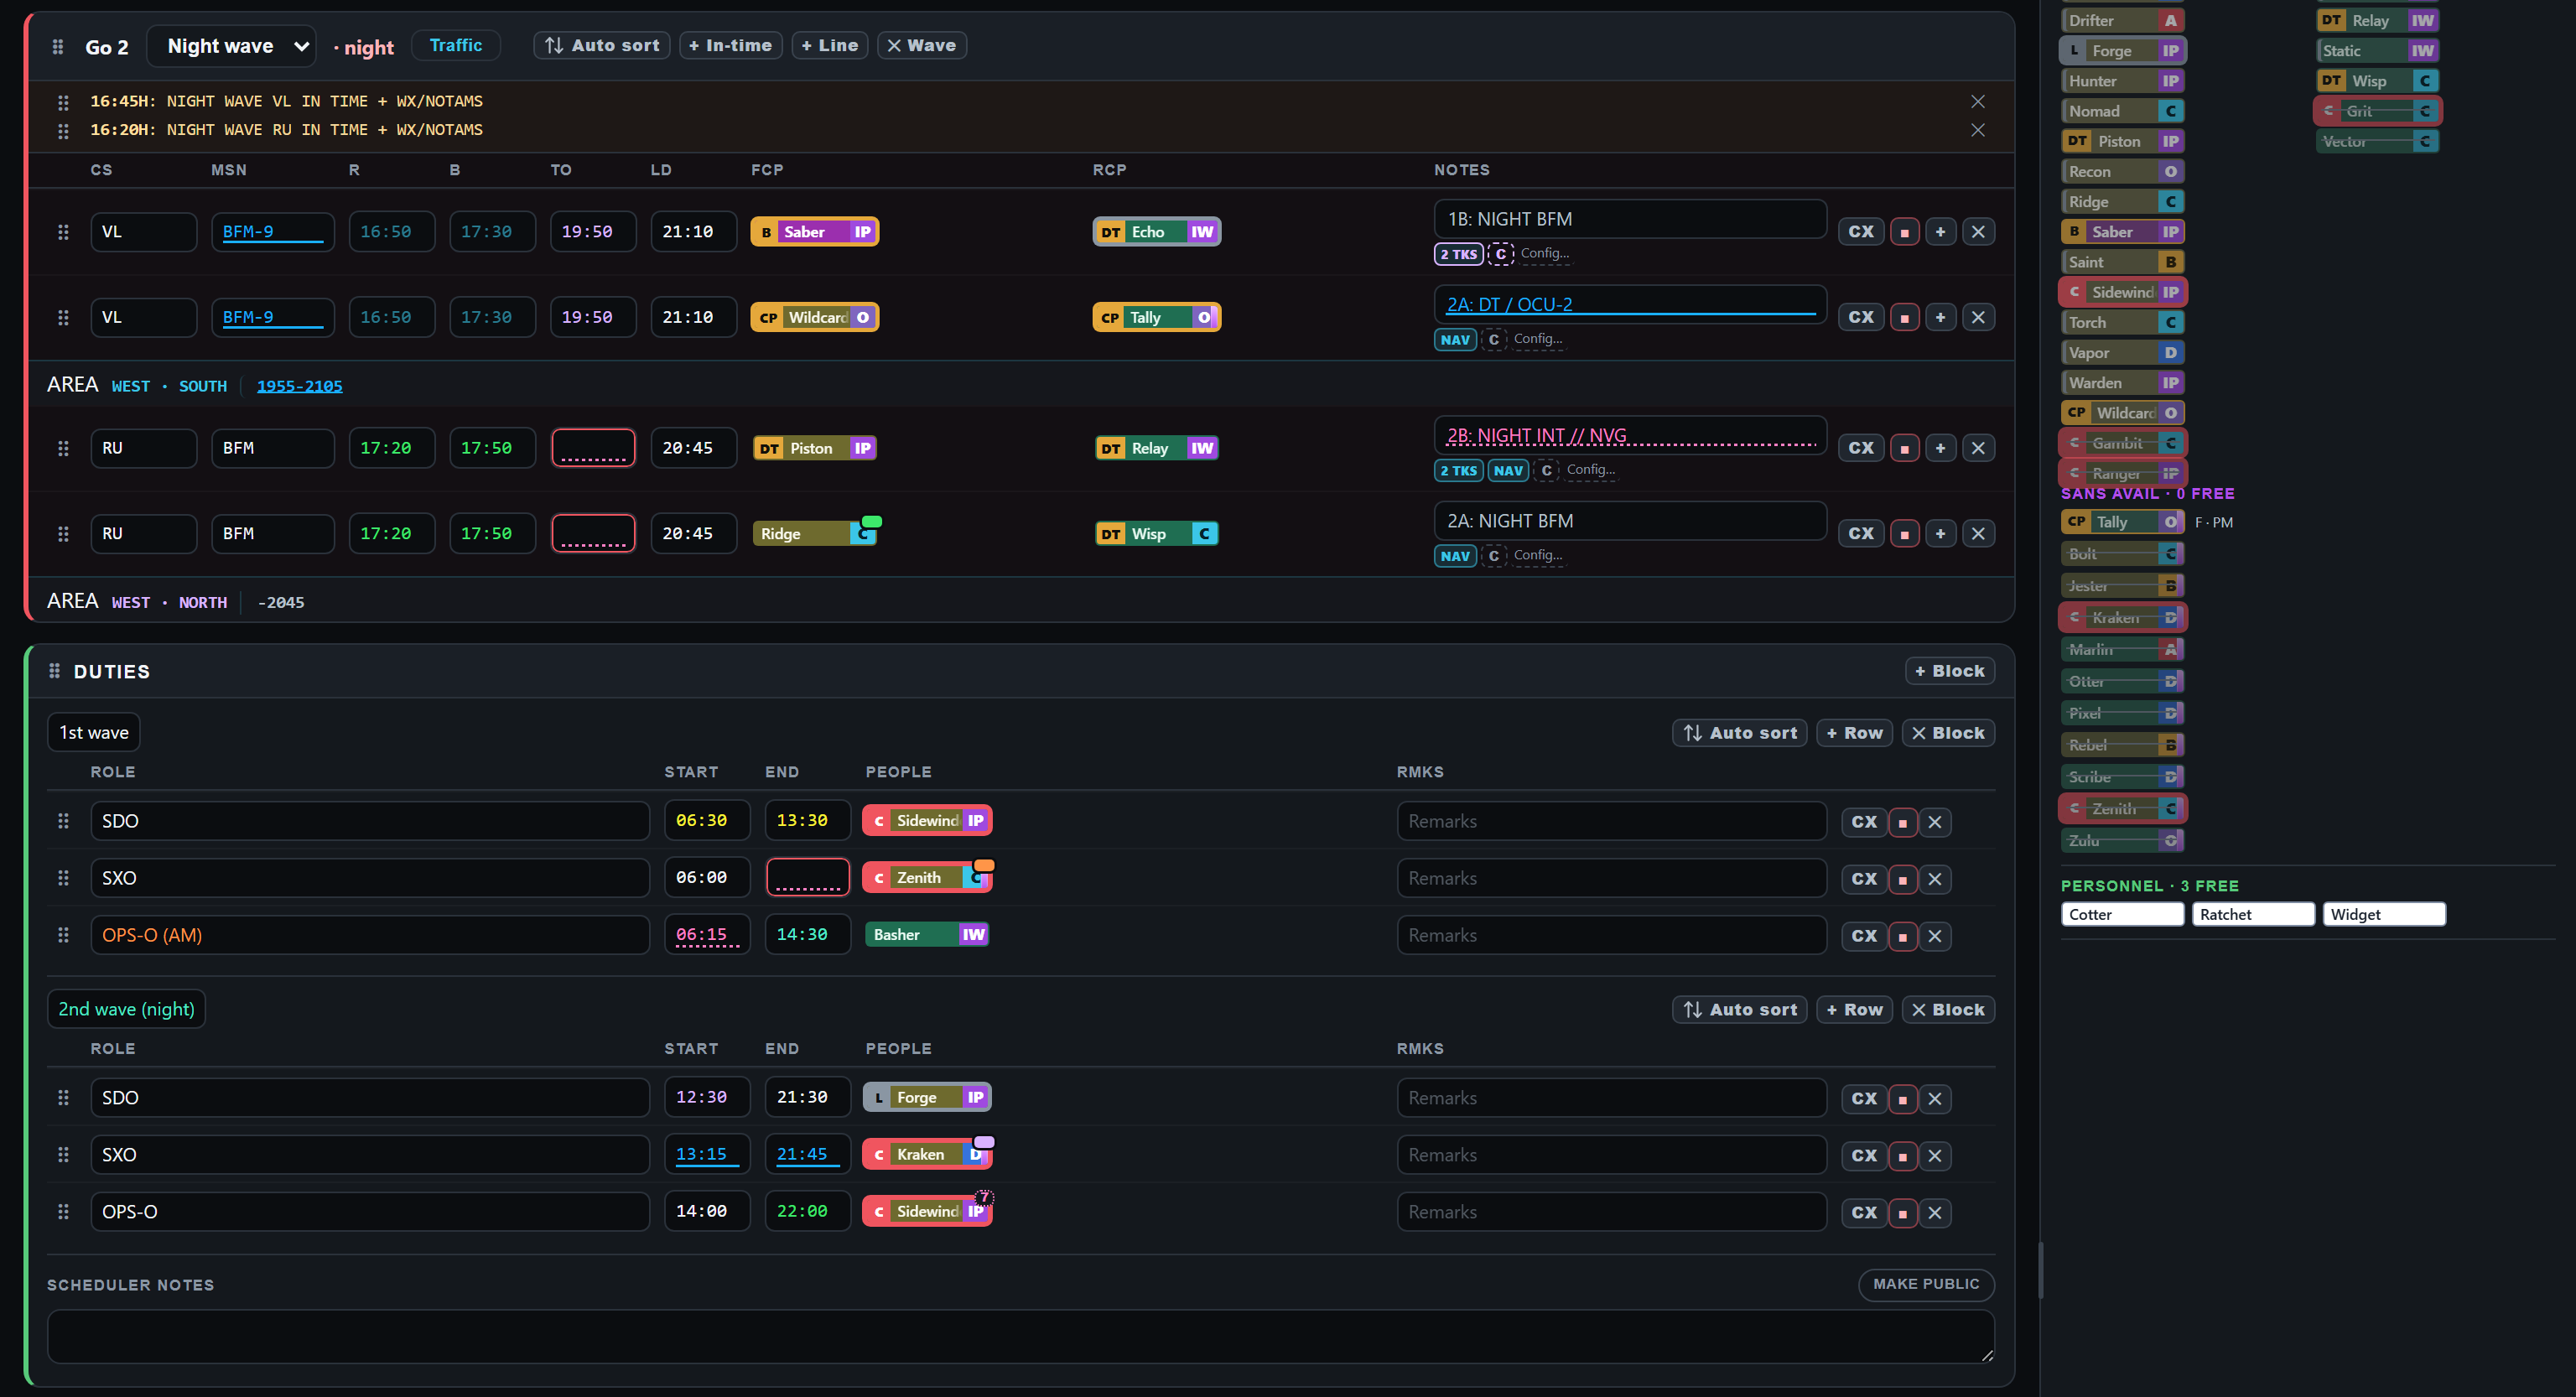 Go 2 Night wave · night Traffic Auto sort + In-time + Line × Wave
16:45H: NIGHT WAVE VL IN TIME + WX/NOTAMS
16:20H: NIGHT WAVE RU IN TIME + WX/NOTAMS
CS MSN R B TO LD FCP RCP NOTES
VL BFM-9 16:50 17:30 19:50 21:10 B Saber IP DT Echo IW 1B: NIGHT BFM CX + ×
2 TKS C Config...
VL BFM-9 16:50 17:30 19:50 21:10 CP Wildcard O CP Tally O 2A: DT / OCU-2 CX + ×
NAV C Config...
AREA WEST · SOUTH 1955-2105
RU BFM 17:20 17:50 20:45 DT Piston IP DT Relay IW 2B: NIGHT INT // NVG CX + ×
2 TKS NAV C Config...
RU BFM 17:20 17:50 20:45 Ridge C DT Wisp C 2A: NIGHT BFM CX + ×
NAV C Config...
AREA WEST · NORTH -2045
DUTIES + Block
1st wave Auto sort + Row × Block
ROLE START END PEOPLE RMKS
SDO 06:30 13:30 C Sidewind IP Remarks CX ×
SXO 06:00 C Zenith C Remarks CX ×
OPS-O (AM) 06:15 14:30 Basher IW Remarks CX ×
2nd wave (night) Auto sort + Row × Block
ROLE START END PEOPLE RMKS
SDO 12:30 21:30 L Forge IP Remarks CX ×
SXO 13:15 21:45 C Kraken D Remarks CX ×
OPS-O 14:00 22:00 C Sidewind IP 7 Remarks CX ×
SCHEDULER NOTES MAKE PUBLIC
Drifter A
L Forge IP
Hunter IP
Nomad C
DT Piston IP
Recon O
Ridge C
B Saber IP
Saint B
C Sidewind IP
Torch C
Vapor D
Warden IP
CP Wildcard O
C Gambit C
C Ranger IP
DT Relay IW
Static IW
DT Wisp C
C Grit C
Vector C
SANS AVAIL · 0 FREE
CP Tally O F · PM
Bolt C
Jester B
C Kraken D
Marlin A
Otter D
Pixel D
Rebel B
Scribe D
C Zenith C
Zulu O
PERSONNEL · 3 FREE
Cotter Ratchet Widget